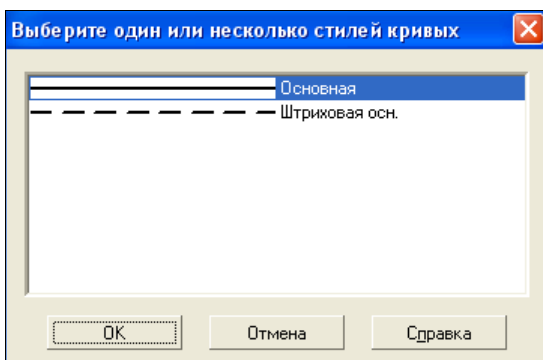 Выберите один или несколько стилей кривых
Основная
Штриховая осн.
OK Отмена Справка